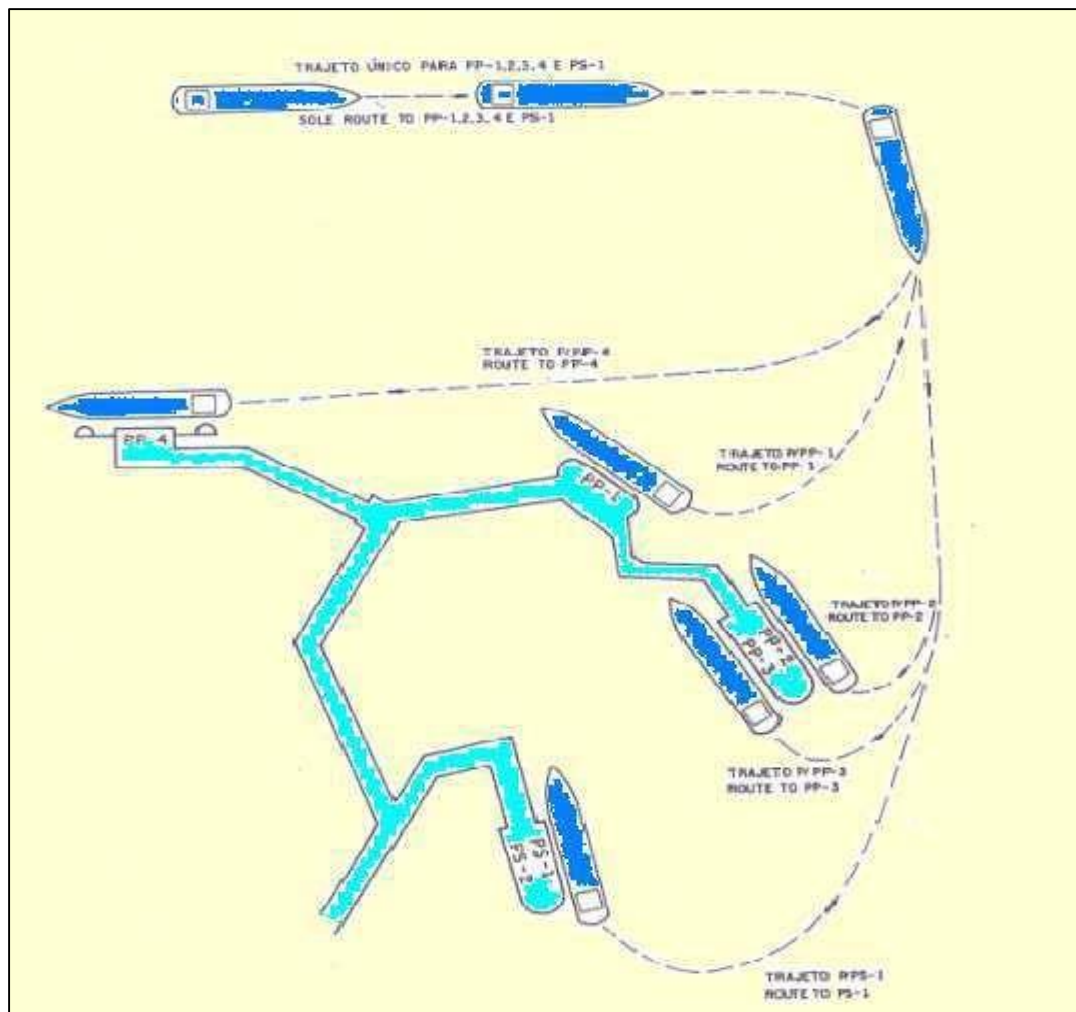 TRAJETO ÚNICO PARA PP-1,2,3,4 E PS-1
SOLE ROUTE TO PP-1,2,3,4 E PS-1
TRAJETO P/PP-4
ROUTE TO PP-4
PP-4
TRAJETO P/PP-1
ROUTE TO PP-1
PP-1
TRAJETO P/PP-2
ROUTE TO PP-2
PP-2
PP-3
TRAJETO P/PP-3
ROUTE TO PP-3
PS-1
PS-2
TRAJETO P/PS-1
ROUTE TO PS-1